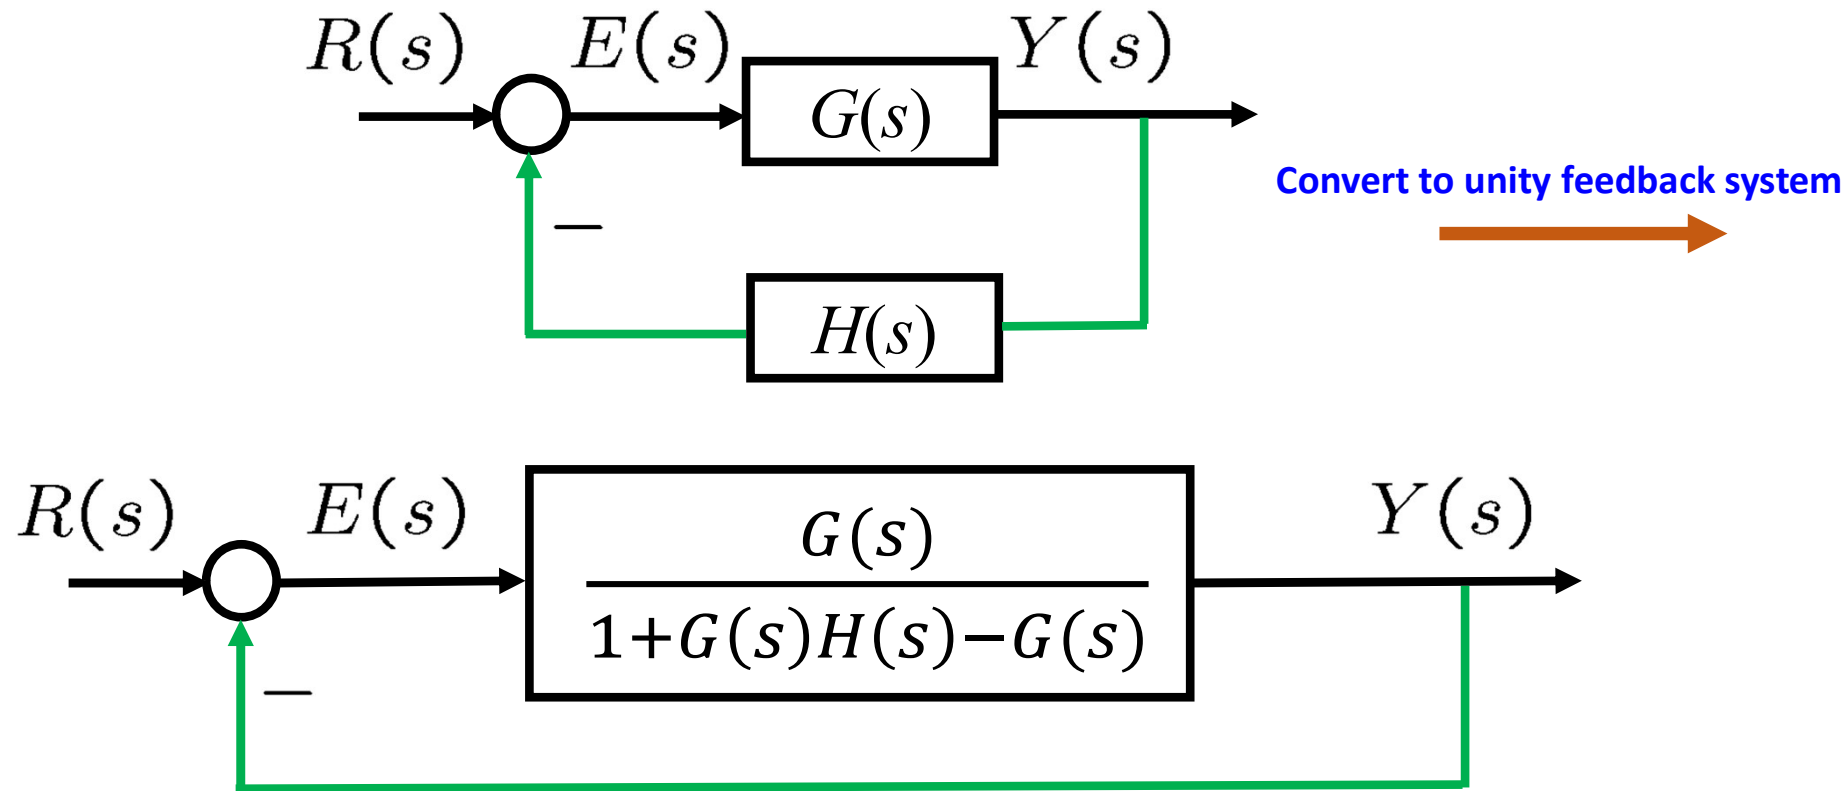 R(s) E(s) Y(s)
G(s)
Convert to unity feedback system
−
H(s)
R(s) E(s) Y(s)
G(s)
1+G(s)H(s)−G(s)
−